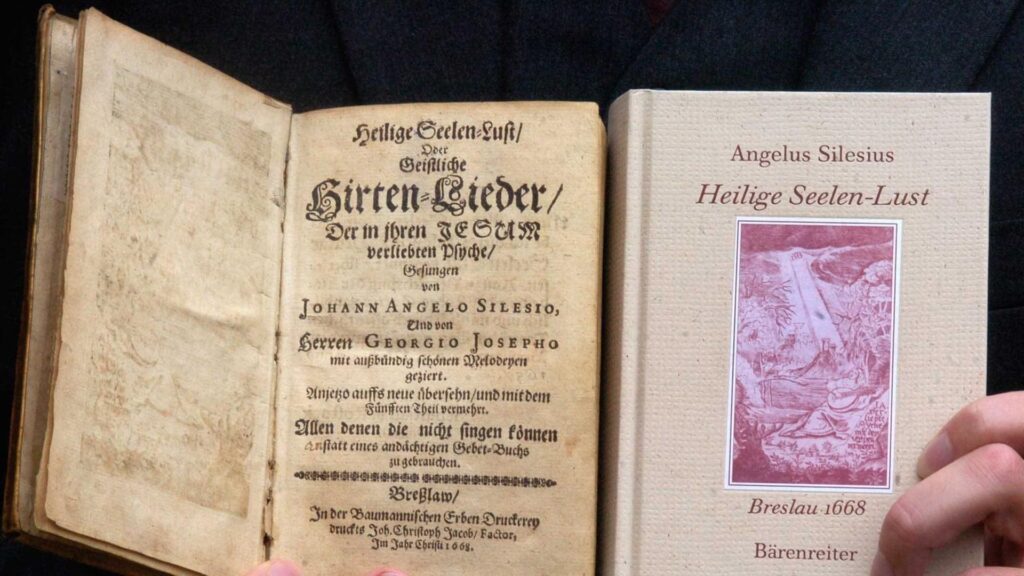 Heilige Seelen-Lust/
Oder
Geistliche
Hirten-Lieder/
Der in jhren JESUM
verliebten Psyche/
Gesungen
von
JOHANN ANGELO SILESIO,
Und von
Herren GEORGIO JOSEPHO
mit außbündig schönen Melodeyen
geziert.
Anjetzo auffs neue übersehn/und mit dem
Fünfften Theil vermehrt.
Allen denen die nicht singen können
anstatt eines andächtigen Gebet-Buchs
zu gebrauchen.
Breßlaw/
In der Baumannischen Erben Druckerey
druckts Joh. Christoph Jacob/ Factor,
Im Jahr Christi 1668.
Angelus Silesius
Heilige Seelen-Lust
Breslau 1668
Bärenreiter